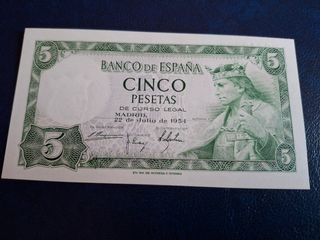 BANCO DE ESPAÑA
5
5
CINCO
PESETAS
DE CURSO LEGAL
MADRID,
22 de Julio de 1954
5
5